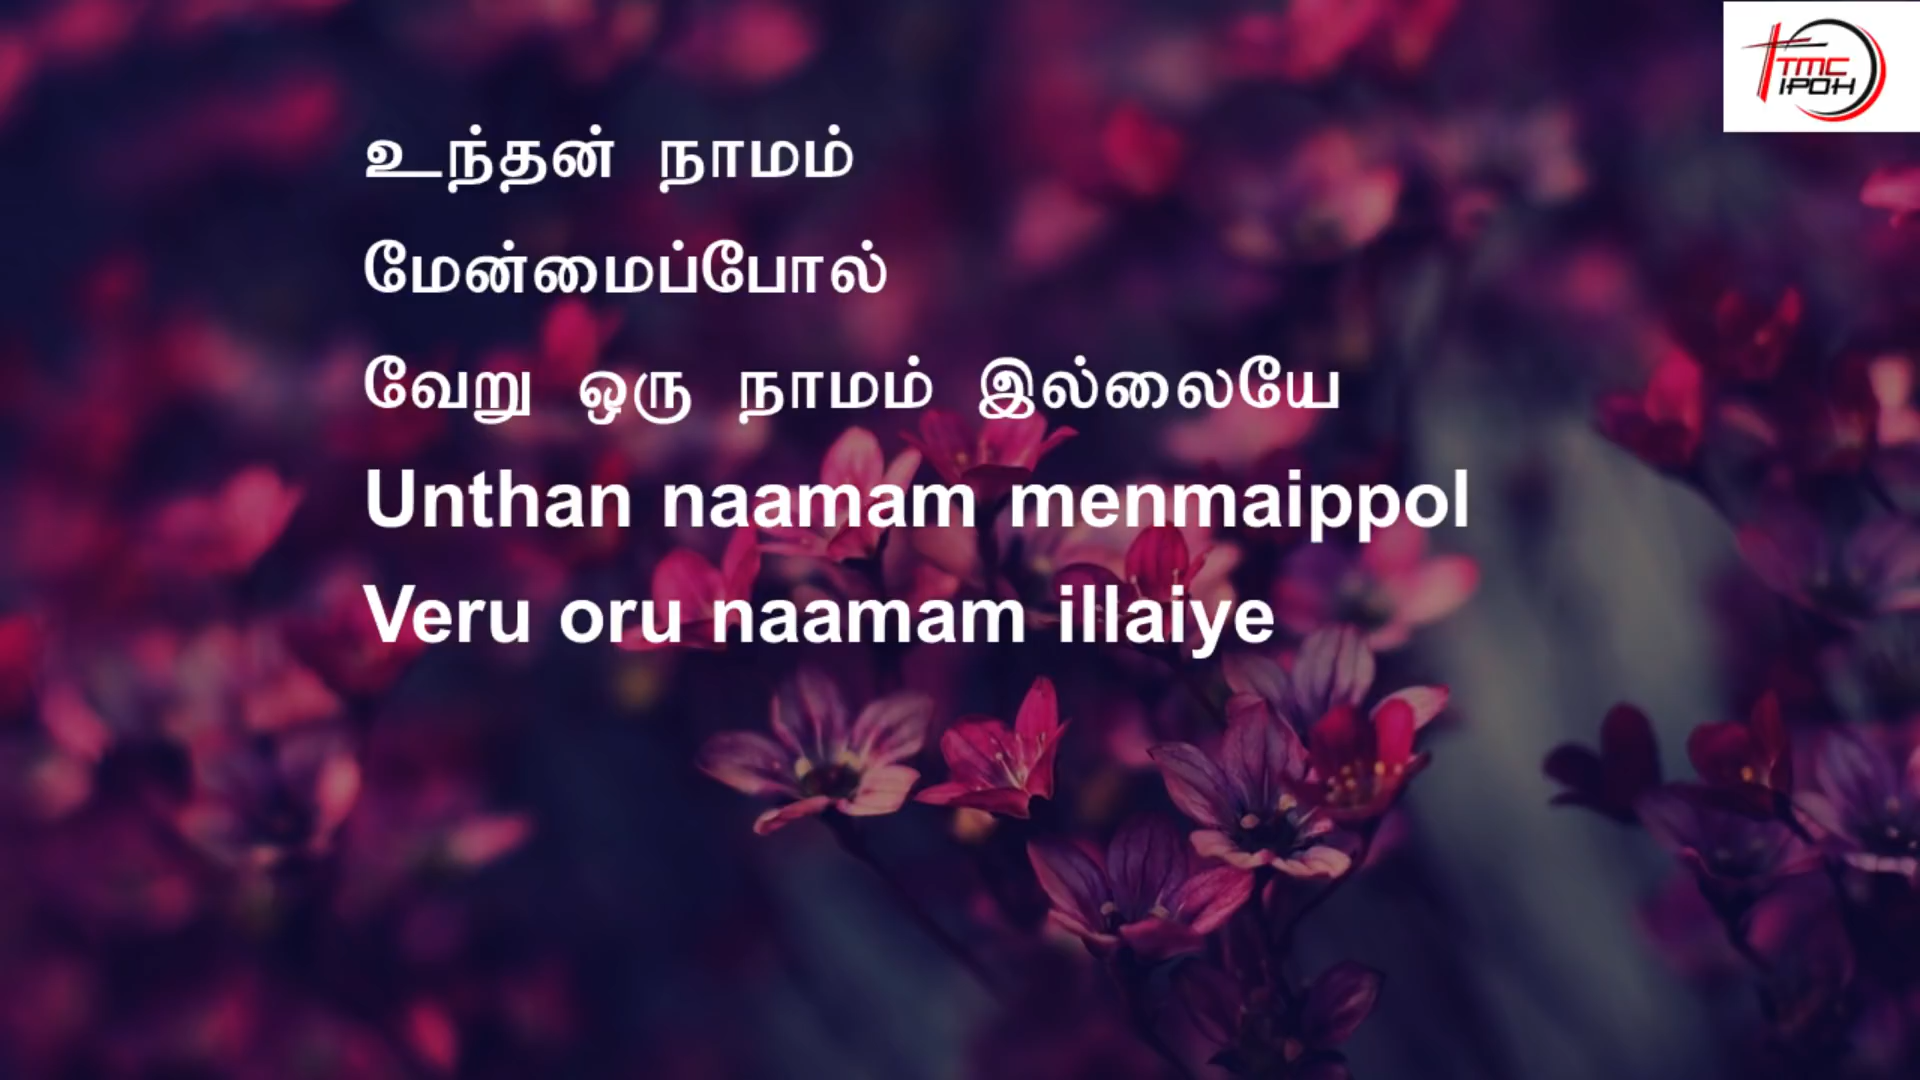 TMC
IPOH
உந்தன் நாமம்
மேன்மைப்போல்
வேறு ஒரு நாமம் இல்லையே
Unthan naamam menmaippol
Veru oru naamam illaiye